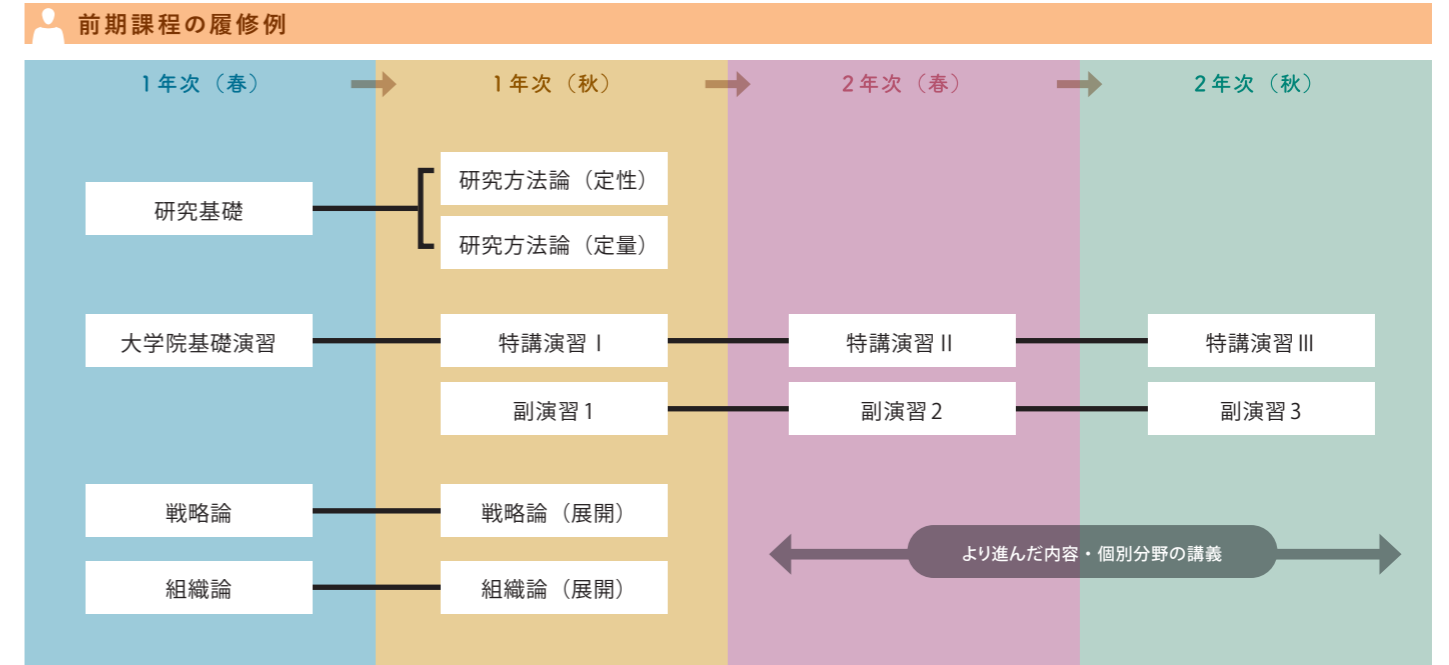 前期課程の履修例
1年次（春）
1年次（秋）
2年次（春）
2年次（秋）
研究基礎
研究方法論（定性）
研究方法論（定量）
大学院基礎演習
特講演習Ⅰ
特講演習Ⅱ
特講演習Ⅲ
副演習1
副演習2
副演習3
戦略論
戦略論（展開）
より進んだ内容・個別分野の講義
組織論
組織論（展開）